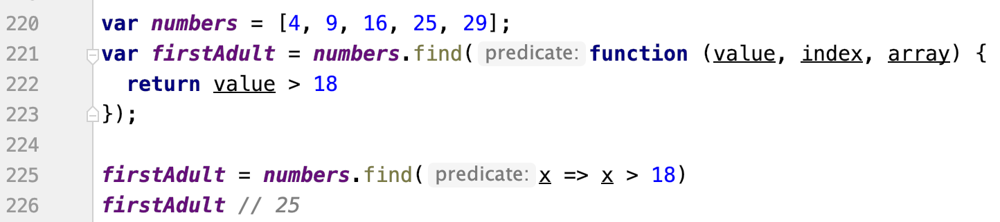 220 var numbers = [4, 9, 16, 25, 29];
221 var firstAdult = numbers.find( predicate: function (value, index, array) {
222   return value > 18
223 });
224
225 firstAdult = numbers.find( predicate: x => x > 18)
226 firstAdult // 25